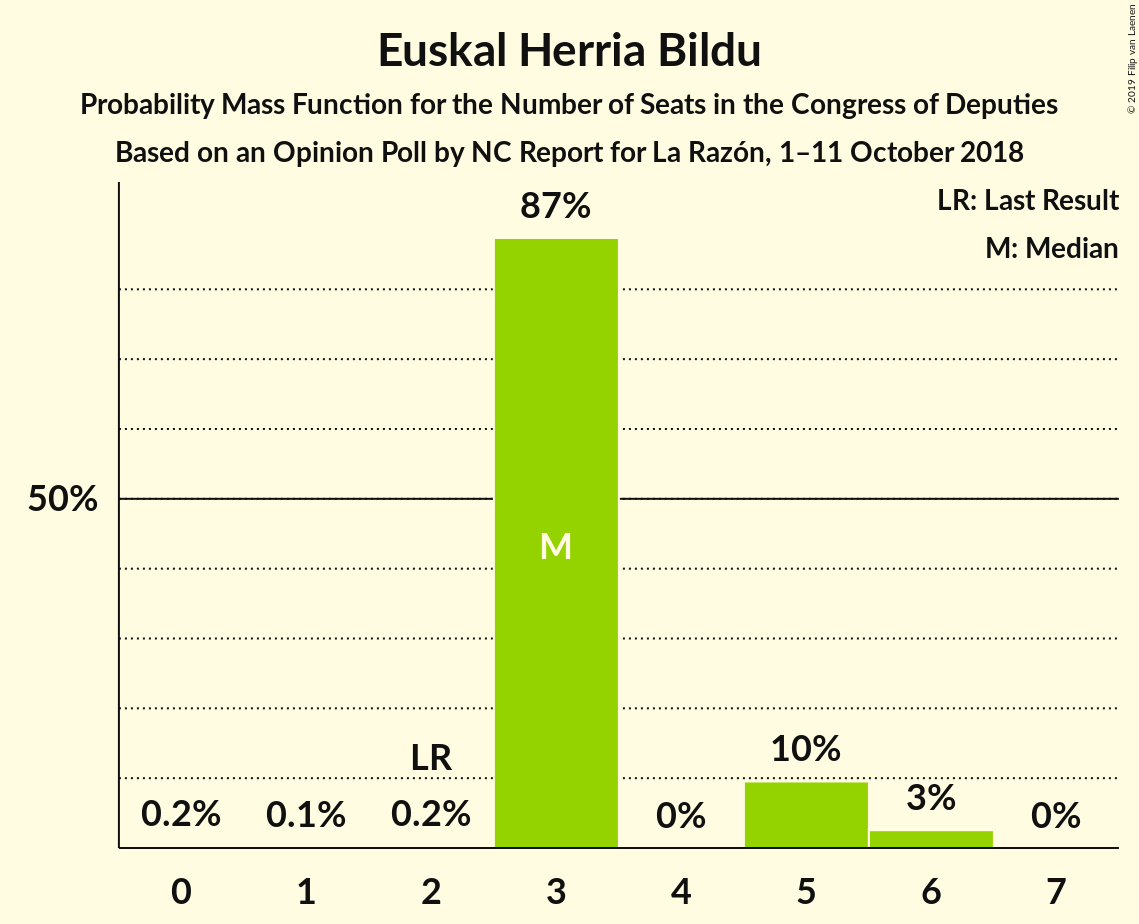 Euskal Herria Bildu
Probability Mass Function for the Number of Seats in the Congress of Deputies
Based on an Opinion Poll by NC Report for La Razón, 1–11 October 2018
© 2019 Filip van Laenen
LR: Last Result
M: Median
87%
50%
M
LR
10%
0.2%
0.1%
0.2%
0%
3%
0%
0 1 2 3 4 5 6 7